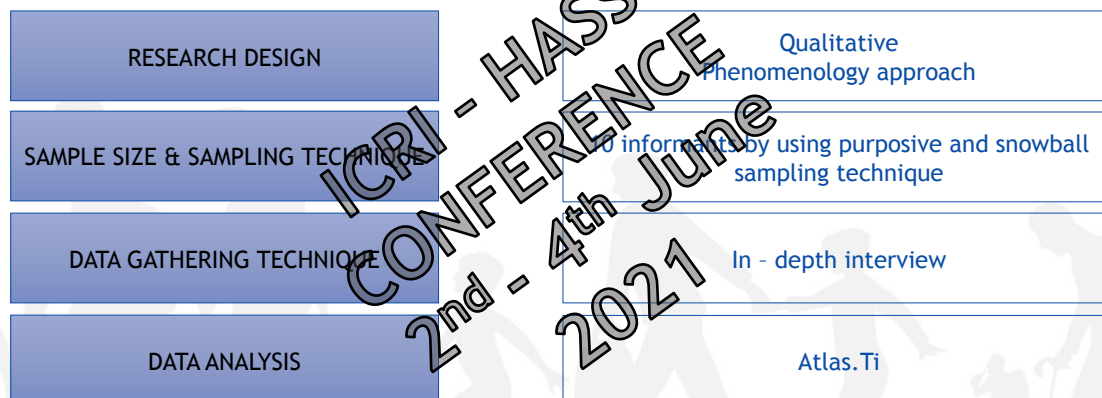 RESEARCH DESIGN
Qualitative
Phenomenology approach
SAMPLE SIZE & SAMPLING TECHNIQUE
10 informants by using purposive and snowball
sampling technique
DATA GATHERING TECHNIQUE
In - depth interview
DATA ANALYSIS
Atlas.Ti
ICRI - HASS
CONFERENCE
2nd - 4th June
2021